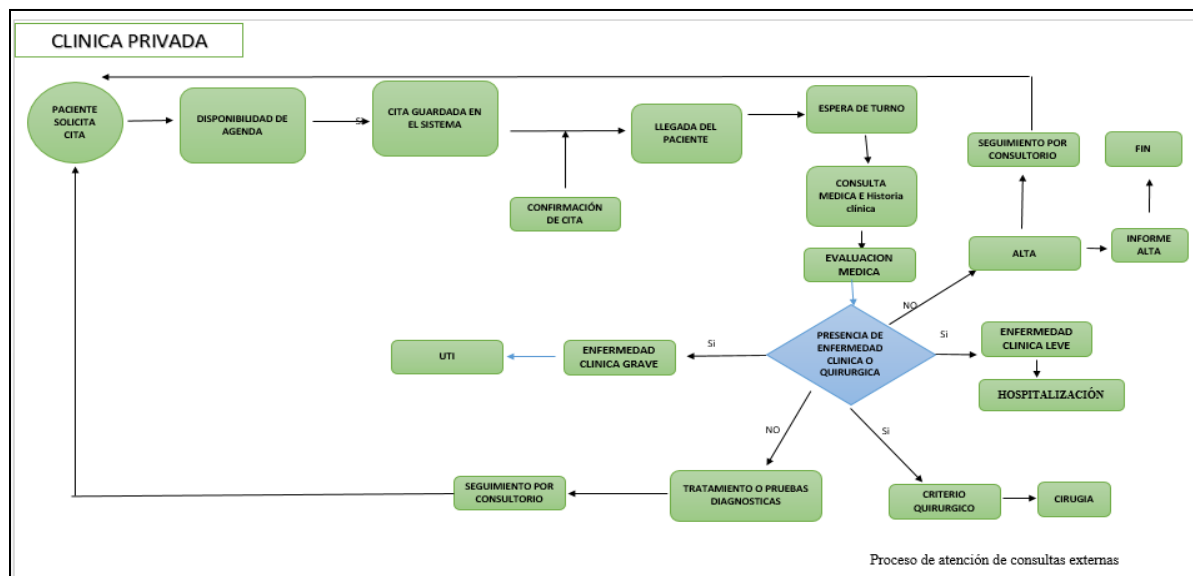 CLINICA PRIVADA
PACIENTE
SOLICITA
CITA
DISPONIBILIDAD DE
AGENDA
SI
CITA GUARDADA EN
EL SISTEMA
CONFIRMACIÓN
DE CITA
LLEGADA DEL
PACIENTE
ESPERA DE TURNO
CONSULTA
MEDICA E Historia
clínica
EVALUACION
MEDICA
SEGUIMIENTO POR
CONSULTORIO
FIN
ALTA
INFORME
ALTA
NO
PRESENCIA DE
ENFERMEDAD
CLINICA O
QUIRURGICA
Si
ENFERMEDAD
CLINICA LEVE
HOSPITALIZACIÓN
Si
ENFERMEDAD
CLINICA GRAVE
UTI
NO
TRATAMIENTO O PRUEBAS
DIAGNOSTICAS
SEGUIMIENTO POR
CONSULTORIO
Si
CRITERIO
QUIRURGICO
CIRUGIA
Proceso de atención de consultas externas